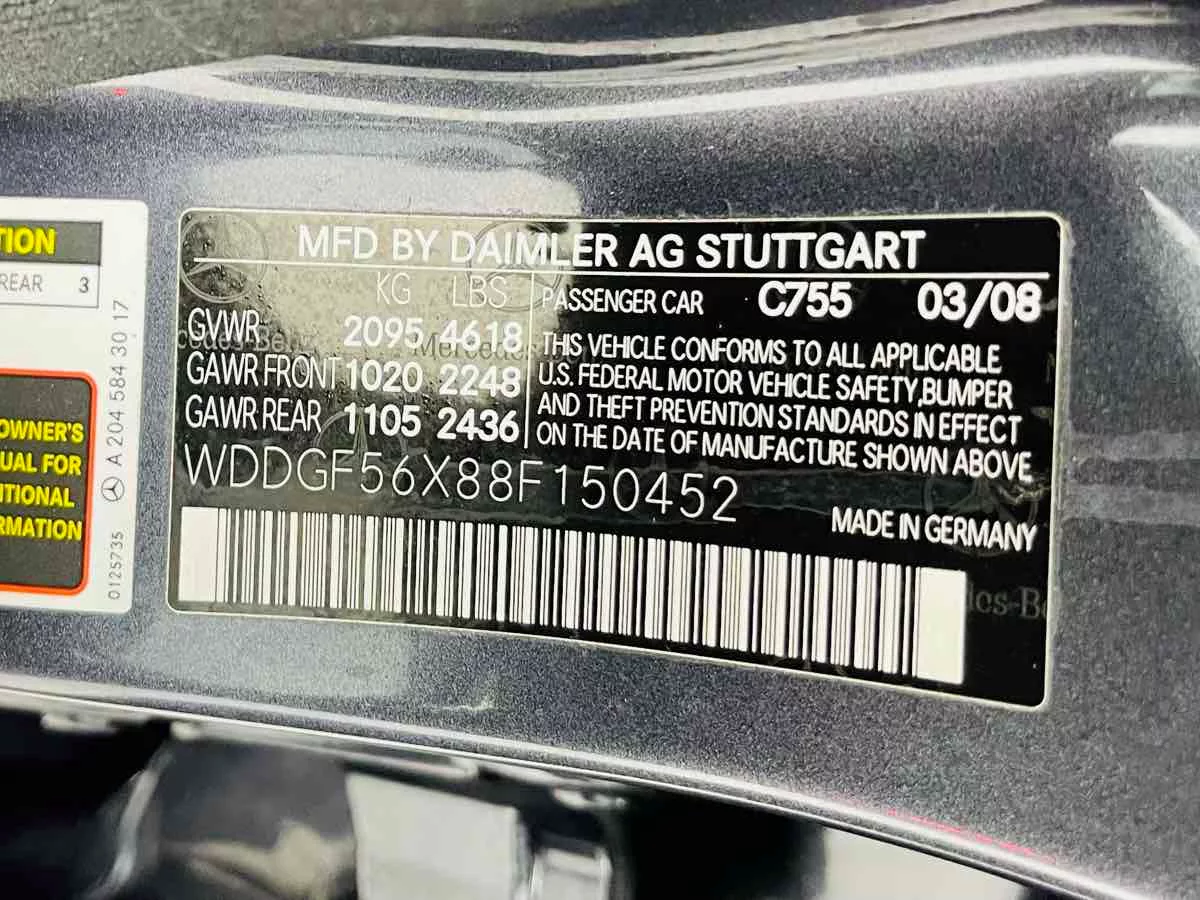 TION
REAR 3
OWNER'S
UAL FOR
ITIONAL
RMATION
0125735 A 204 584 30 17
MFD BY DAIMLER AG STUTTGART
KG LBS
GVWR 2095 4618
GAWR FRONT 1020 2248
GAWR REAR 1105 2436
PASSENGER CAR C755 03/08
THIS VEHICLE CONFORMS TO ALL APPLICABLE
U.S. FEDERAL MOTOR VEHICLE SAFETY,BUMPER
AND THEFT PREVENTION STANDARDS IN EFFECT
ON THE DATE OF MANUFACTURE SHOWN ABOVE.
WDDGF56X88F150452
MADE IN GERMANY